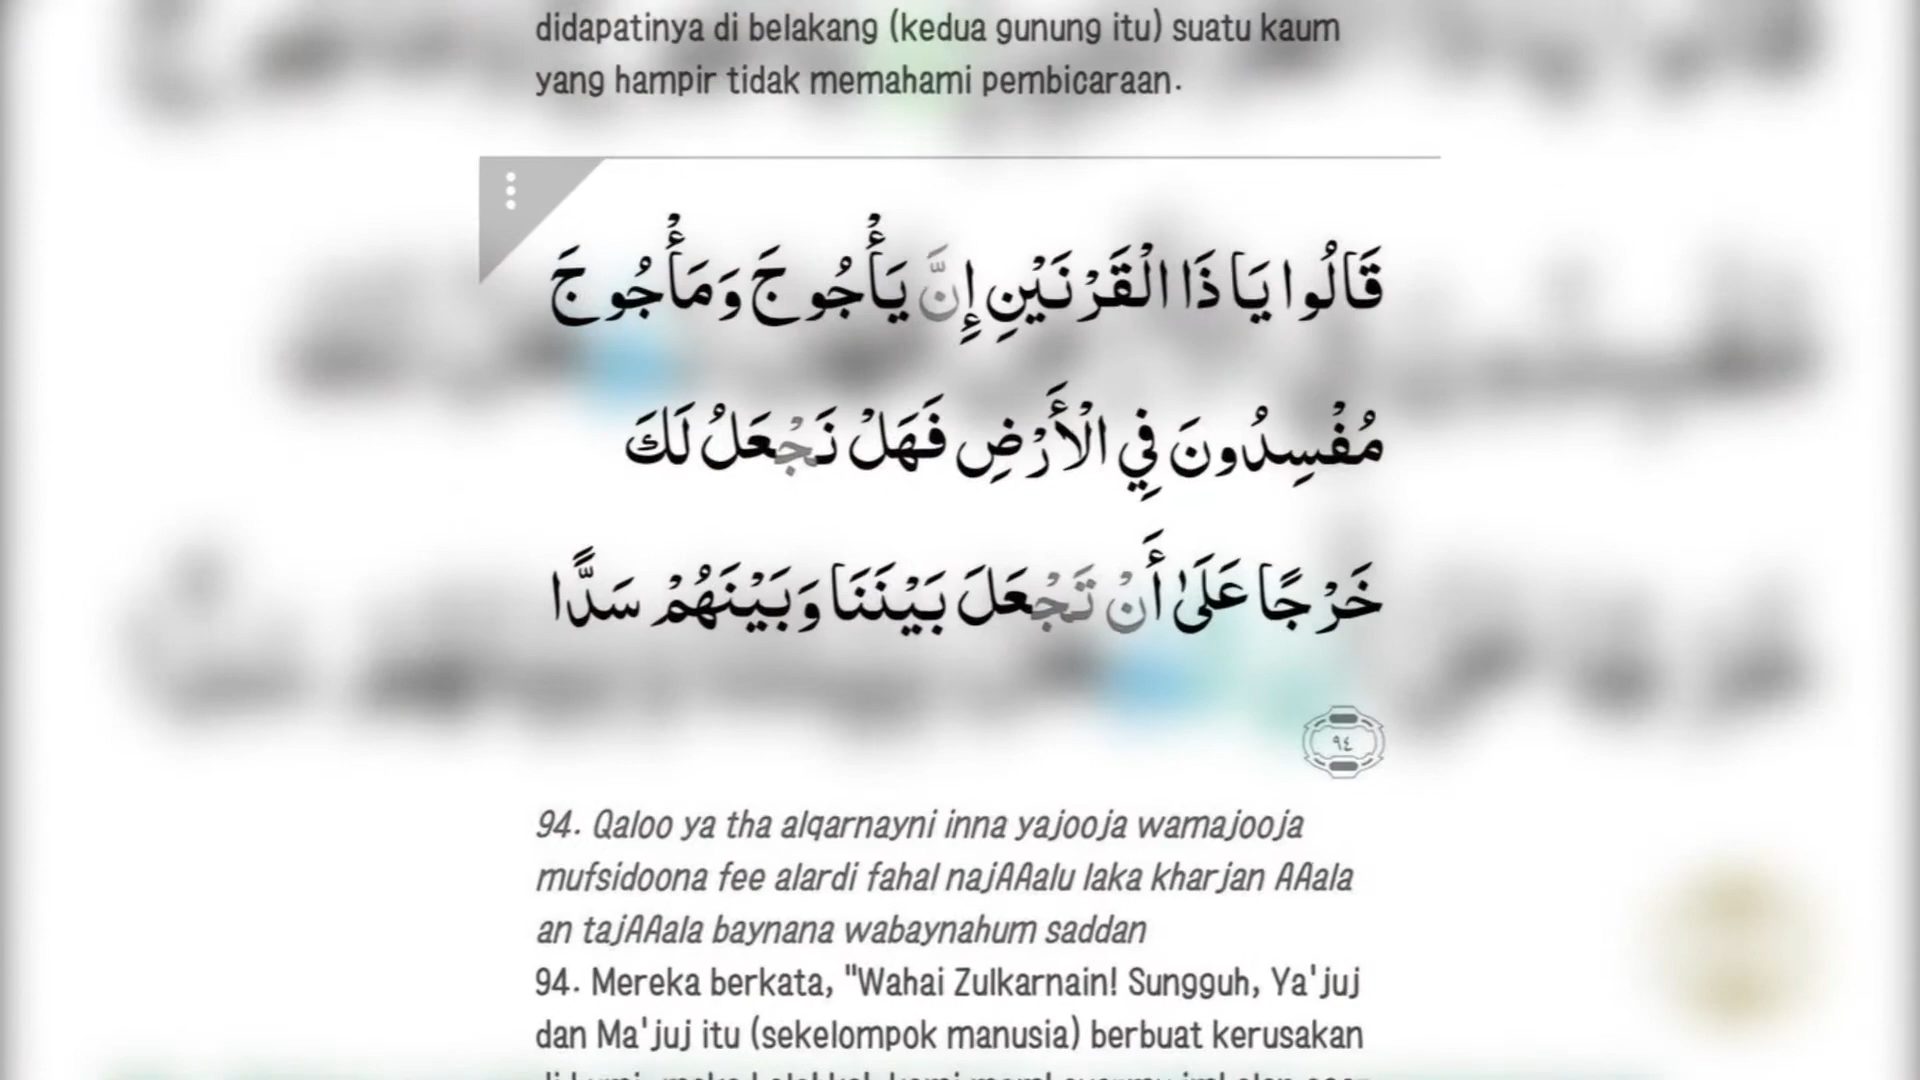 didapatinya di belakang (kedua gunung itu) suatu kaum
yang hampir tidak memahami pembicaraan.
قَالُوا يَا ذَا الْقَرْنَيْنِ إِنَّ يَأْجُوجَ وَمَأْجُوجَ
مُفْسِدُونَ فِي الْأَرْضِ فَهَلْ نَجْعَلُ لَكَ
خَرْجًا عَلَىٰ أَنْ تَجْعَلَ بَيْنَنَا وَبَيْنَهُمْ سَدًّا
٩٤
94. Qaloo ya tha alqarnayni inna yajooja wamajooja
mufsidoona fee alardi fahal najAAalu laka kharjan AAala
an tajAAala baynana wabaynahum saddan
94. Mereka berkata, "Wahai Zulkarnain! Sungguh, Ya'juj
dan Ma'juj itu (sekelompok manusia) berbuat kerusakan